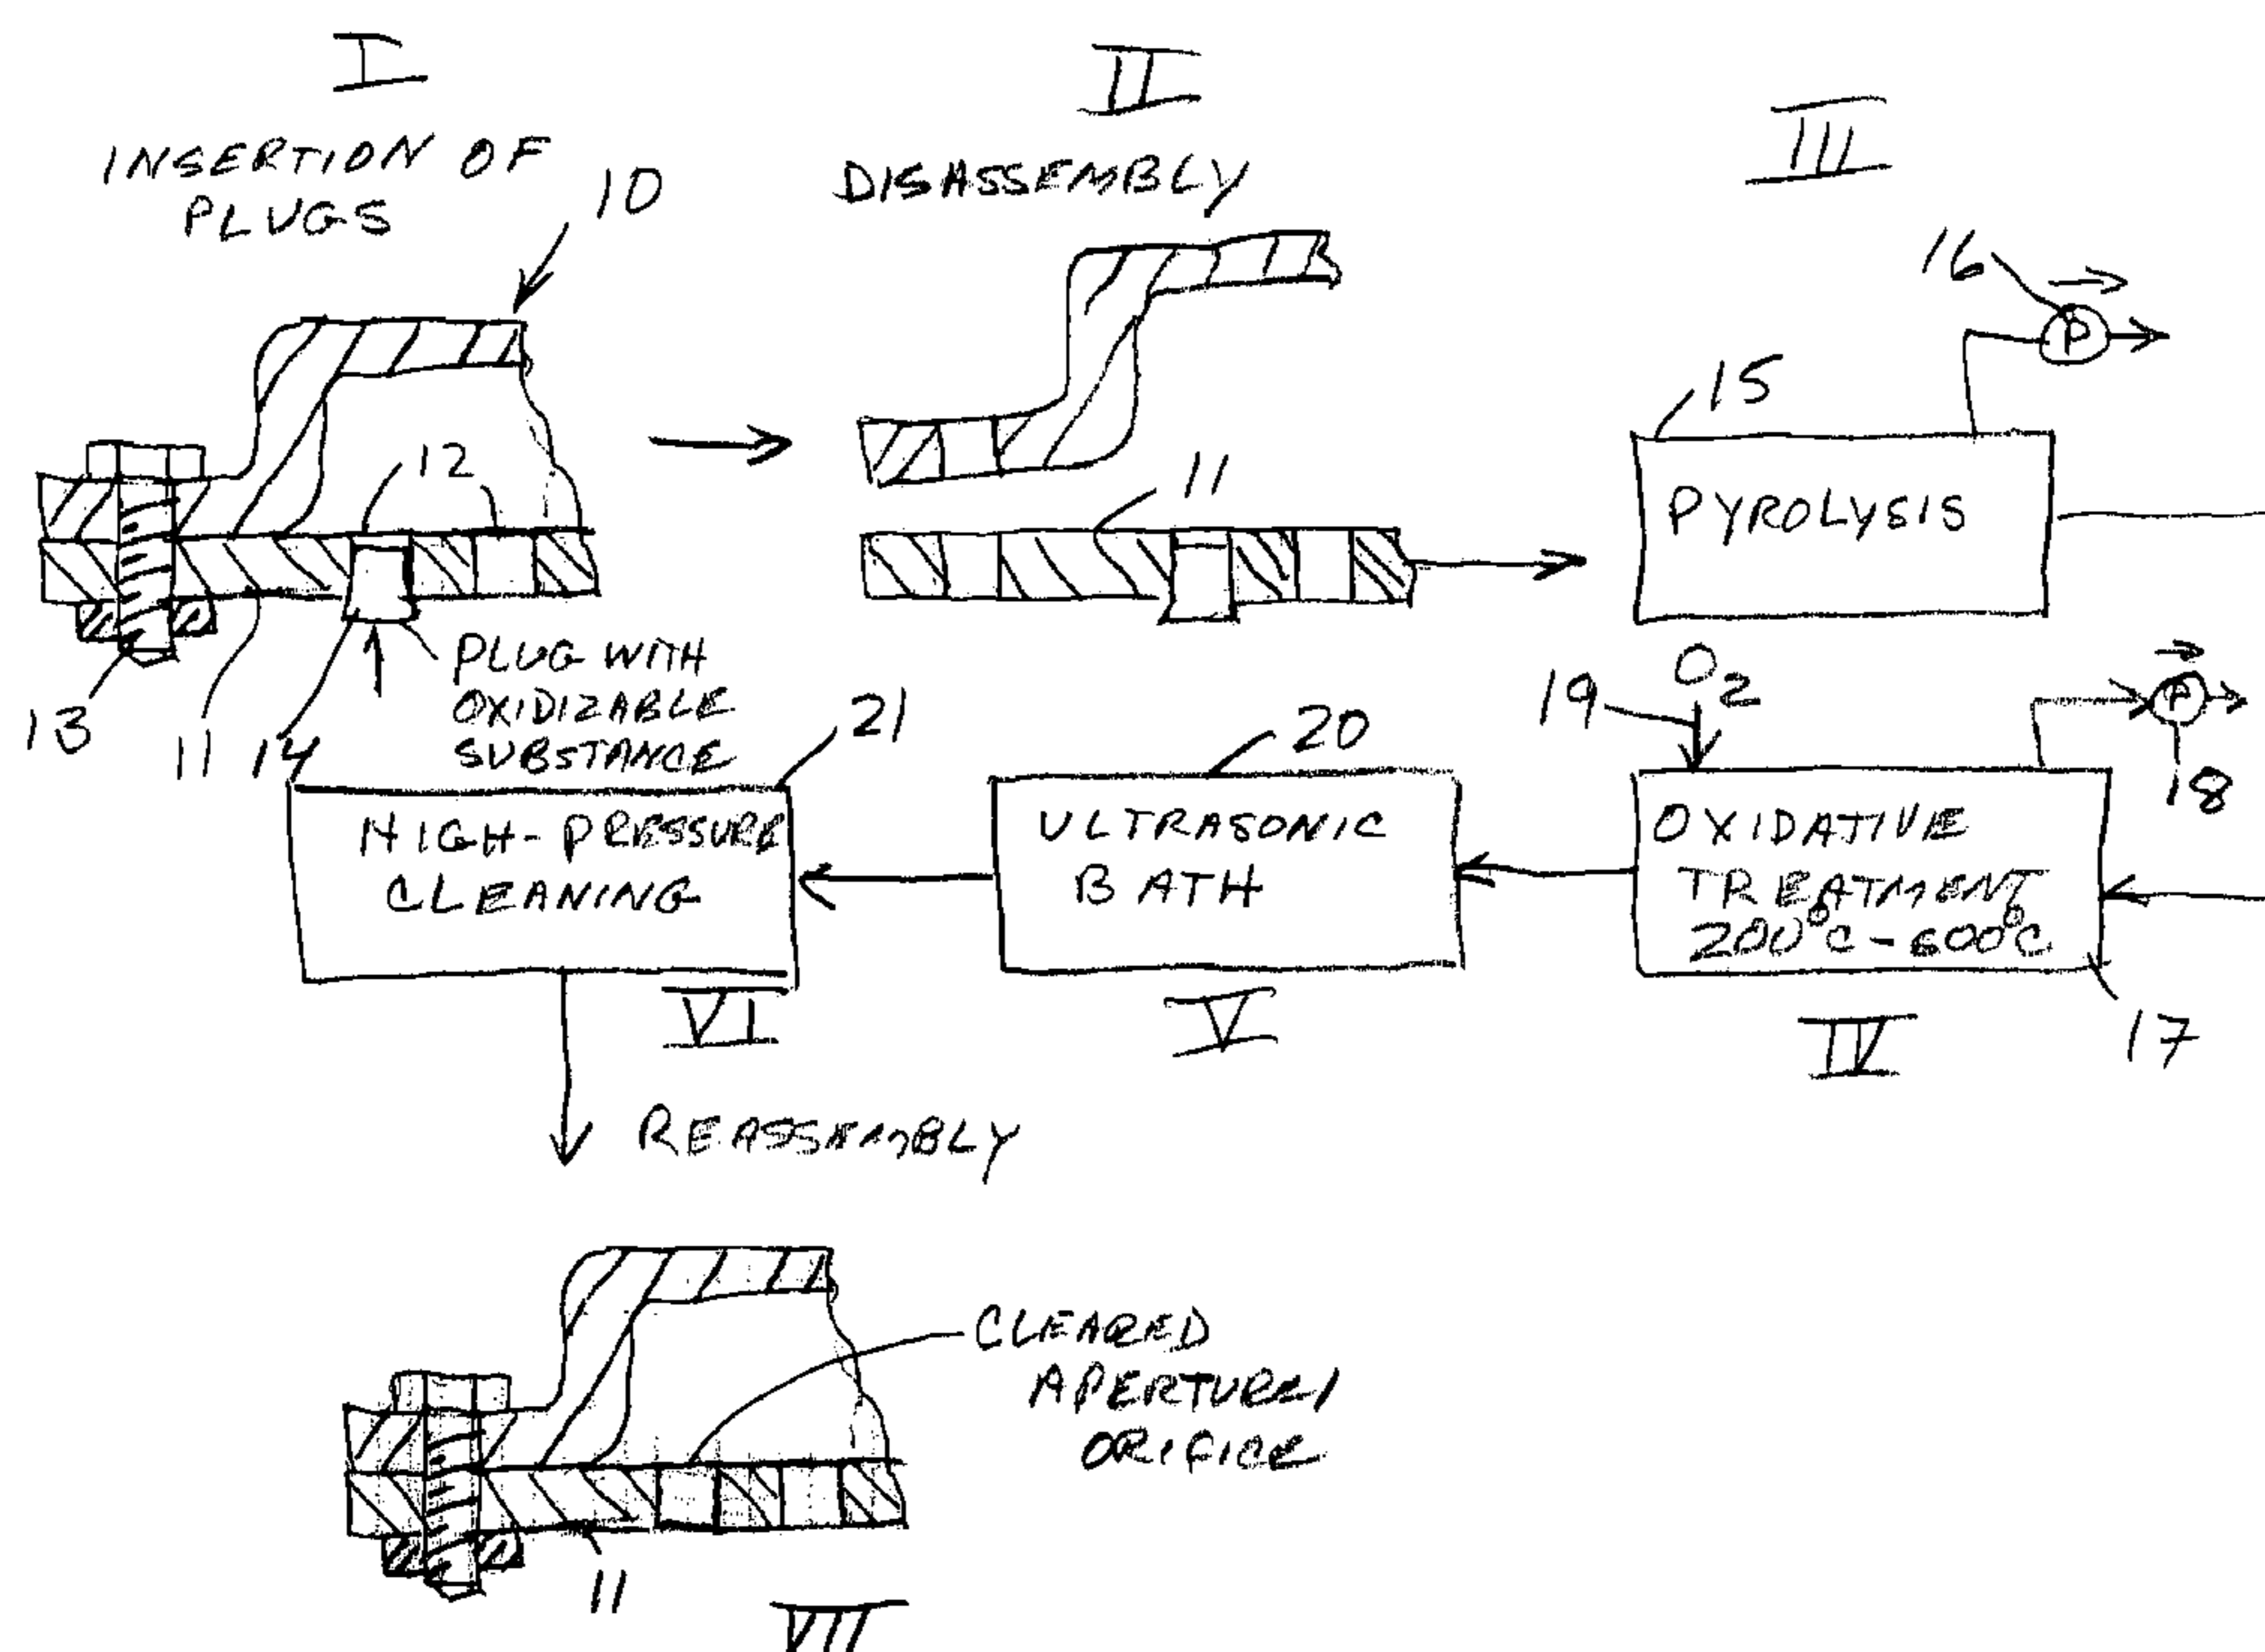 I
INSERTION OF
PLUGS
10
12
13
11
14
PLUG WITH
OXIDIZABLE
SUBSTANCE
II
DISASSEMBLY
11
III
16
P
15
PYROLYSIS
19
O2
P
18
OXIDATIVE
TREATMENT
200°C - 600°C
17
IV
20
ULTRASONIC
BATH
V
21
HIGH-PRESSURE
CLEANING
VI
REASSEMBLY
CLEARED
APERTURE/
ORIFICE
11
VII